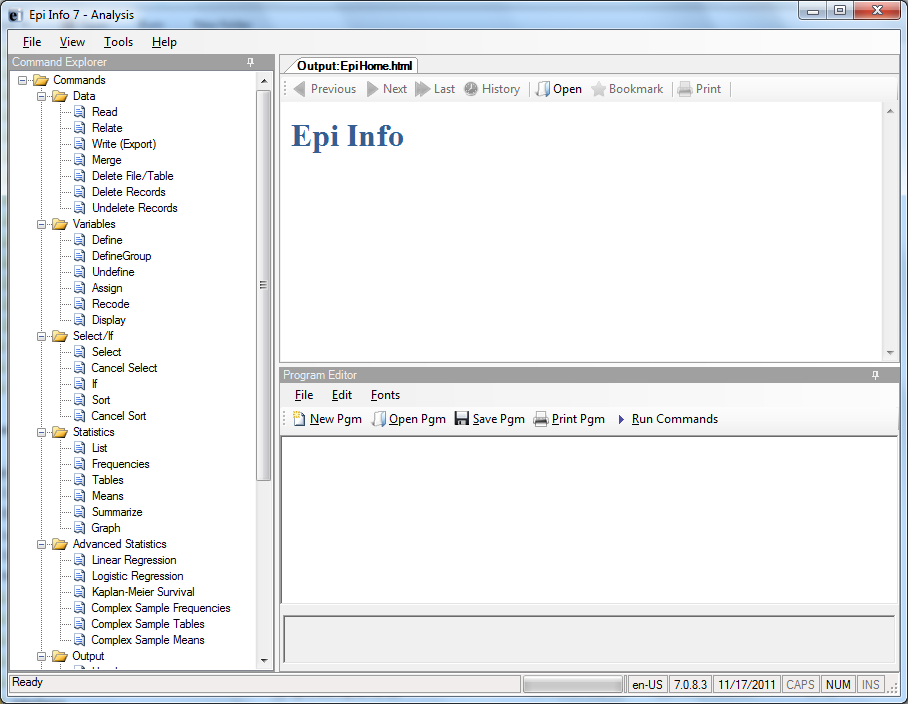 Epi Info 7 - Analysis
File View Tools Help
Command Explorer
Commands
Data
Read
Relate
Write (Export)
Merge
Delete File/Table
Delete Records
Undelete Records
Variables
Define
DefineGroup
Undefine
Assign
Recode
Display
Select/If
Select
Cancel Select
If
Sort
Cancel Sort
Statistics
List
Frequencies
Tables
Means
Summarize
Graph
Advanced Statistics
Linear Regression
Logistic Regression
Kaplan-Meier Survival
Complex Sample Frequencies
Complex Sample Tables
Complex Sample Means
Output
Output:EpiHome.html
Previous Next Last History Open Bookmark Print
Epi Info
Program Editor
File Edit Fonts
New Pgm Open Pgm Save Pgm Print Pgm Run Commands
Ready en-US 7.0.8.3 11/17/2011 CAPS NUM INS